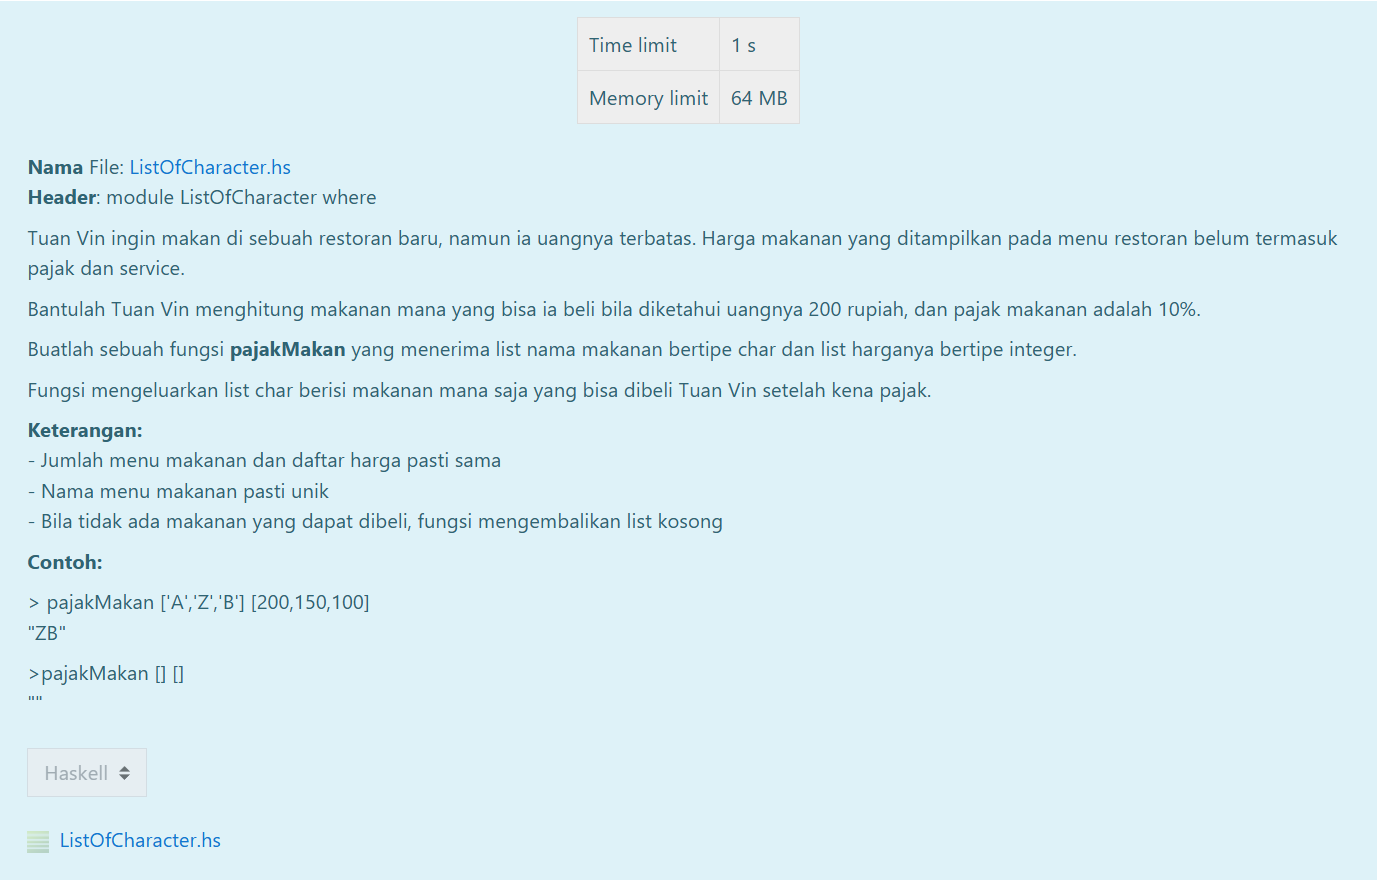 Time limit 1 s
Memory limit 64 MB
Nama File: ListOfCharacter.hs
Header: module ListOfCharacter where
Tuan Vin ingin makan di sebuah restoran baru, namun ia uangnya terbatas. Harga makanan yang ditampilkan pada menu restoran belum termasuk
pajak dan service.
Bantulah Tuan Vin menghitung makanan mana yang bisa ia beli bila diketahui uangnya 200 rupiah, dan pajak makanan adalah 10%.
Buatlah sebuah fungsi pajakMakan yang menerima list nama makanan bertipe char dan list harganya bertipe integer.
Fungsi mengeluarkan list char berisi makanan mana saja yang bisa dibeli Tuan Vin setelah kena pajak.
Keterangan:
- Jumlah menu makanan dan daftar harga pasti sama
- Nama menu makanan pasti unik
- Bila tidak ada makanan yang dapat dibeli, fungsi mengembalikan list kosong
Contoh:
> pajakMakan ['A','Z','B'] [200,150,100]
"ZB"
>pajakMakan [] []
""
Haskell
ListOfCharacter.hs